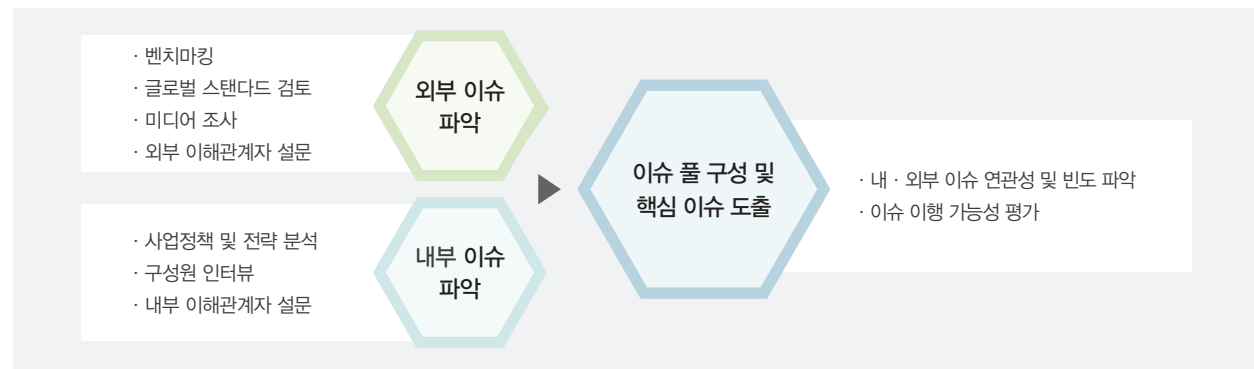 · 벤치마킹
· 글로벌 스탠다드 검토
· 미디어 조사
· 외부 이해관계자 설문
외부 이슈
파악
· 사업정책 및 전략 분석
· 구성원 인터뷰
· 내부 이해관계자 설문
내부 이슈
파악
이슈 풀 구성 및
핵심 이슈 도출
· 내 · 외부 이슈 연관성 및 빈도 파악
· 이슈 이행 가능성 평가